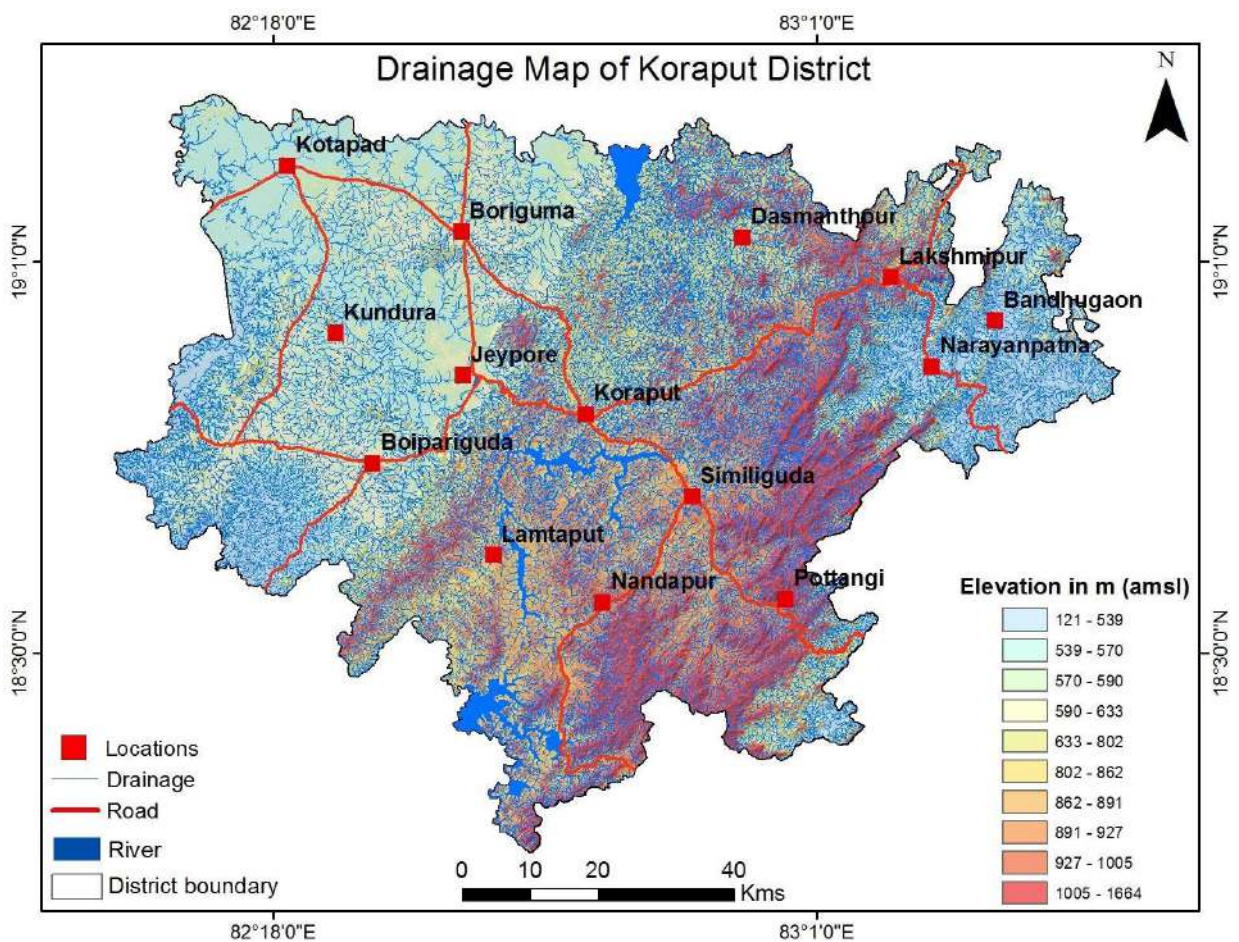 82°18'0"E 83°1'0"E
Drainage Map of Koraput District
N
Kotapad
Boriguma
Dasmanthpur
19°1'0"N
19°1'0"N
Lakshmipur
Bandhugaon
Kundura
Narayanpatna
Jeypore
Koraput
Boipariguda
Similiguda
Lamtaput
Nandapur
Pottangi
18°30'0"N
18°30'0"N
Elevation in m (amsl)
121 - 539
539 - 570
570 - 590
590 - 633
633 - 802
802 - 862
862 - 891
891 - 927
927 - 1005
1005 - 1664
Locations
Drainage
Road
River
District boundary
0 10 20 40
Kms
82°18'0"E 83°1'0"E